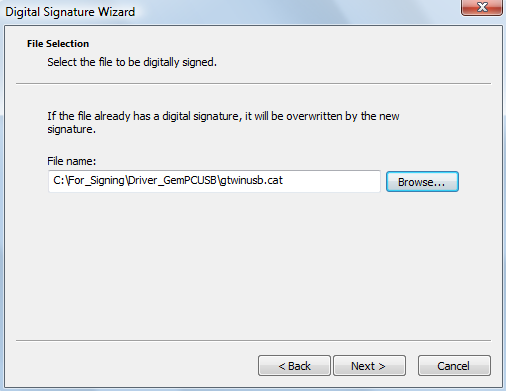 Digital Signature Wizard
File Selection
Select the file to be digitally signed.
If the file already has a digital signature, it will be overwritten by the new
signature.
File name:
C:\For_Signing\Driver_GemPCUSB\gtwinusb.cat
Browse...
< Back
Next >
Cancel